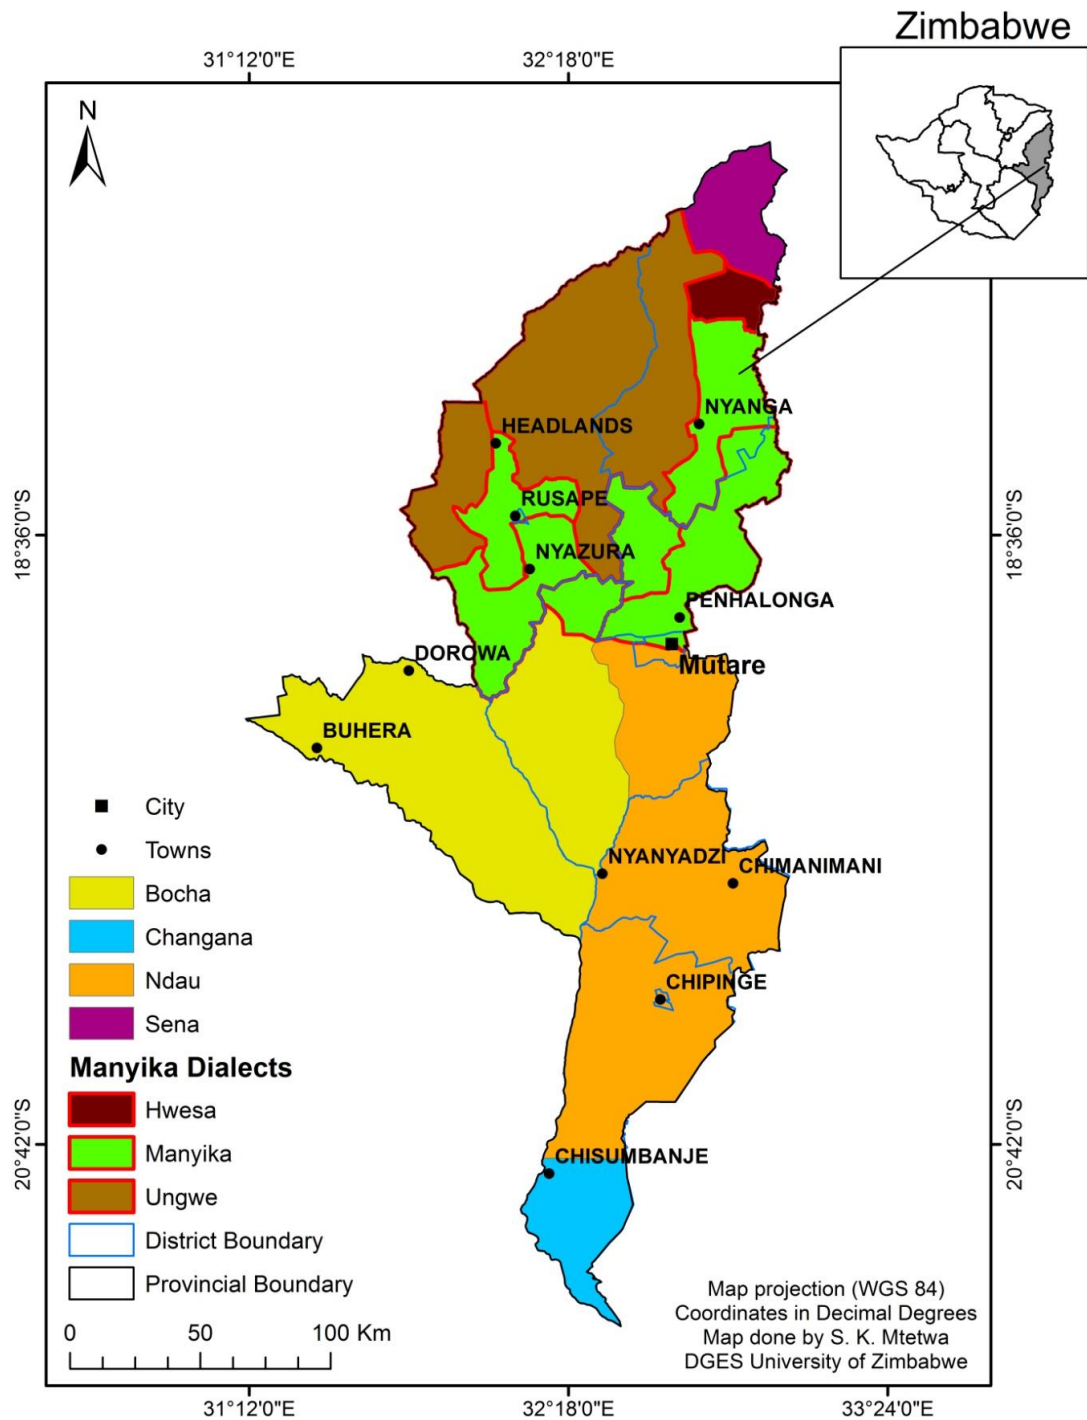 Zimbabwe
31°12'0"E
32°18'0"E
N
HEADLANDS
NYANGA
RUSAPE
18°36'0"S
18°36'0"S
NYAZURA
PENHALONGA
DOROWA
Mutare
BUHERA
City
Towns
NYANYADZI
CHIMANIMANI
Bocha
Changana
Ndau
CHIPINGE
Sena
Manyika Dialects
Hwesa
Manyika
CHISUMBANJE
20°42'0"S
20°42'0"S
Ungwe
District Boundary
Provincial Boundary
Map projection (WGS 84)
Coordinates in Decimal Degrees
Map done by S. K. Mtetwa
DGES University of Zimbabwe
0 50 100 Km
31°12'0"E
32°18'0"E
33°24'0"E